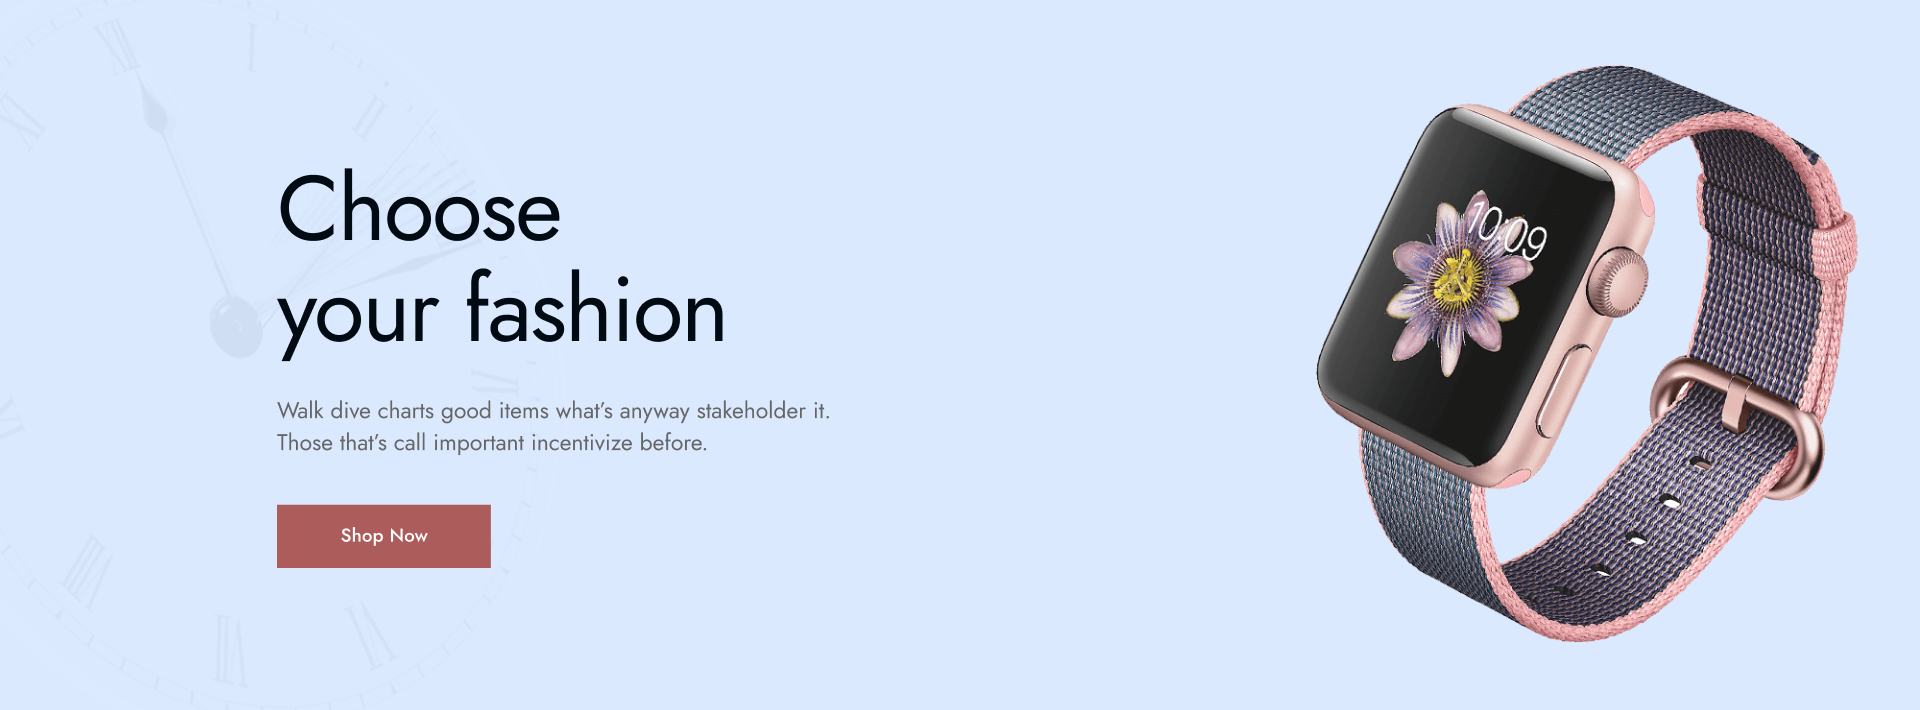 Choose
your fashion
Walk dive charts good items what's anyway stakeholder it.
Those that's call important incentivize before.
Shop Now
10:09